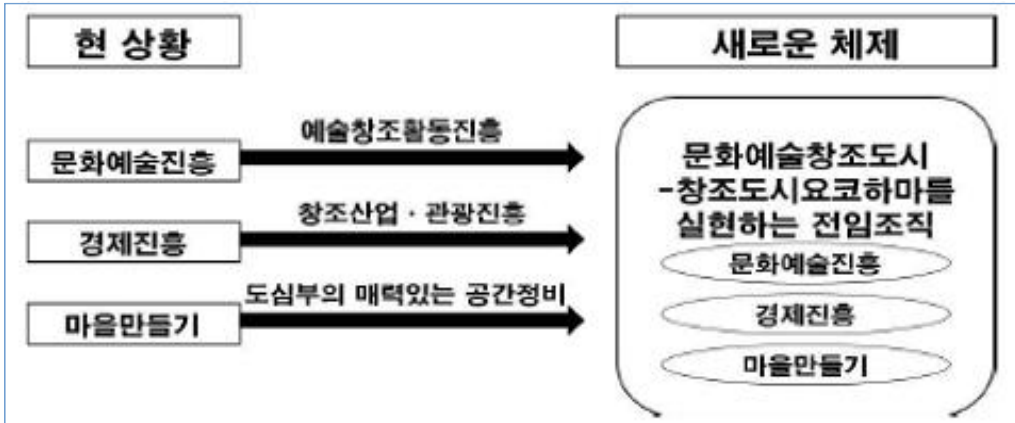 현 상황
새로운 체제
예술창조활동진흥
문화예술진흥
창조산업 · 관광진흥
경제진흥
도심부의 매력있는 공간정비
마을만들기
문화예술창조도시
-창조도시요코하마를
실현하는 전임조직
문화예술진흥
경제진흥
마을만들기